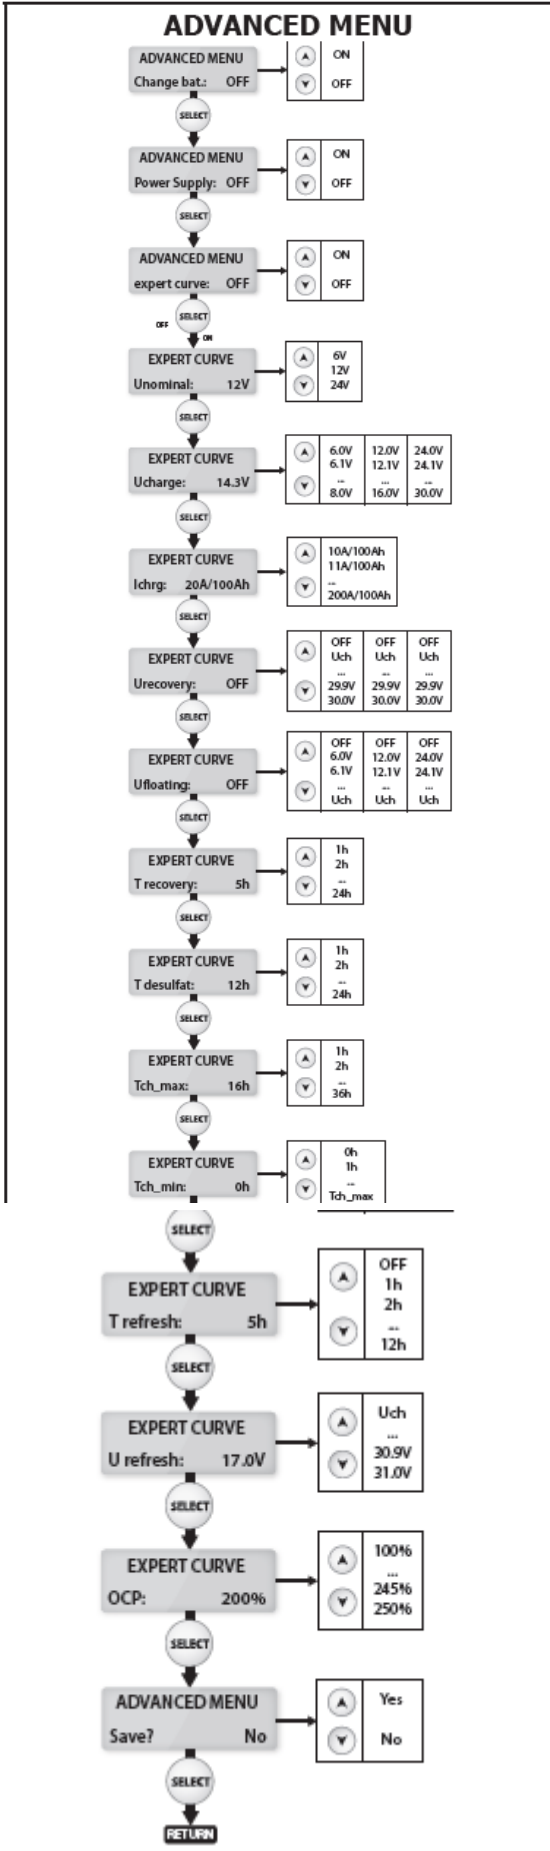 ADVANCED MENU
ADVANCED MENU
Change bat.: OFF
ON
OFF
SELECT
ADVANCED MENU
Power Supply: OFF
ON
OFF
SELECT
ADVANCED MENU
expert curve: OFF
ON
OFF
SELECT
OFF
ON
EXPERT CURVE
Unominal: 12V
6V
12V
24V
SELECT
EXPERT CURVE
Ucharge: 14.3V
6.0V 12.0V 24.0V
6.1V 12.1V 24.1V
... ... ...
8.0V 16.0V 30.0V
SELECT
EXPERT CURVE
Ichrg: 20A/100Ah
10A/100Ah
11A/100Ah
...
200A/100Ah
SELECT
EXPERT CURVE
Urecovery: OFF
OFF OFF OFF
Uch Uch Uch
... ... ...
29.9V 29.9V 29.9V
30.0V 30.0V 30.0V
SELECT
EXPERT CURVE
Ufloating: OFF
OFF OFF OFF
6.0V 12.0V 24.0V
6.1V 12.1V 24.1V
... ... ...
Uch Uch Uch
SELECT
EXPERT CURVE
T recovery: 5h
1h
2h
...
24h
SELECT
EXPERT CURVE
T desulfat: 12h
1h
2h
...
24h
SELECT
EXPERT CURVE
Tch_max: 16h
1h
2h
...
36h
SELECT
EXPERT CURVE
Tch_min: 0h
0h
1h
...
Tch_max
SELECT
EXPERT CURVE
T refresh: 5h
OFF
1h
2h
...
12h
SELECT
EXPERT CURVE
U refresh: 17.0V
Uch
...
30.9V
31.0V
SELECT
EXPERT CURVE
OCP: 200%
100%
...
245%
250%
SELECT
ADVANCED MENU
Save? No
Yes
No
SELECT
RETURN